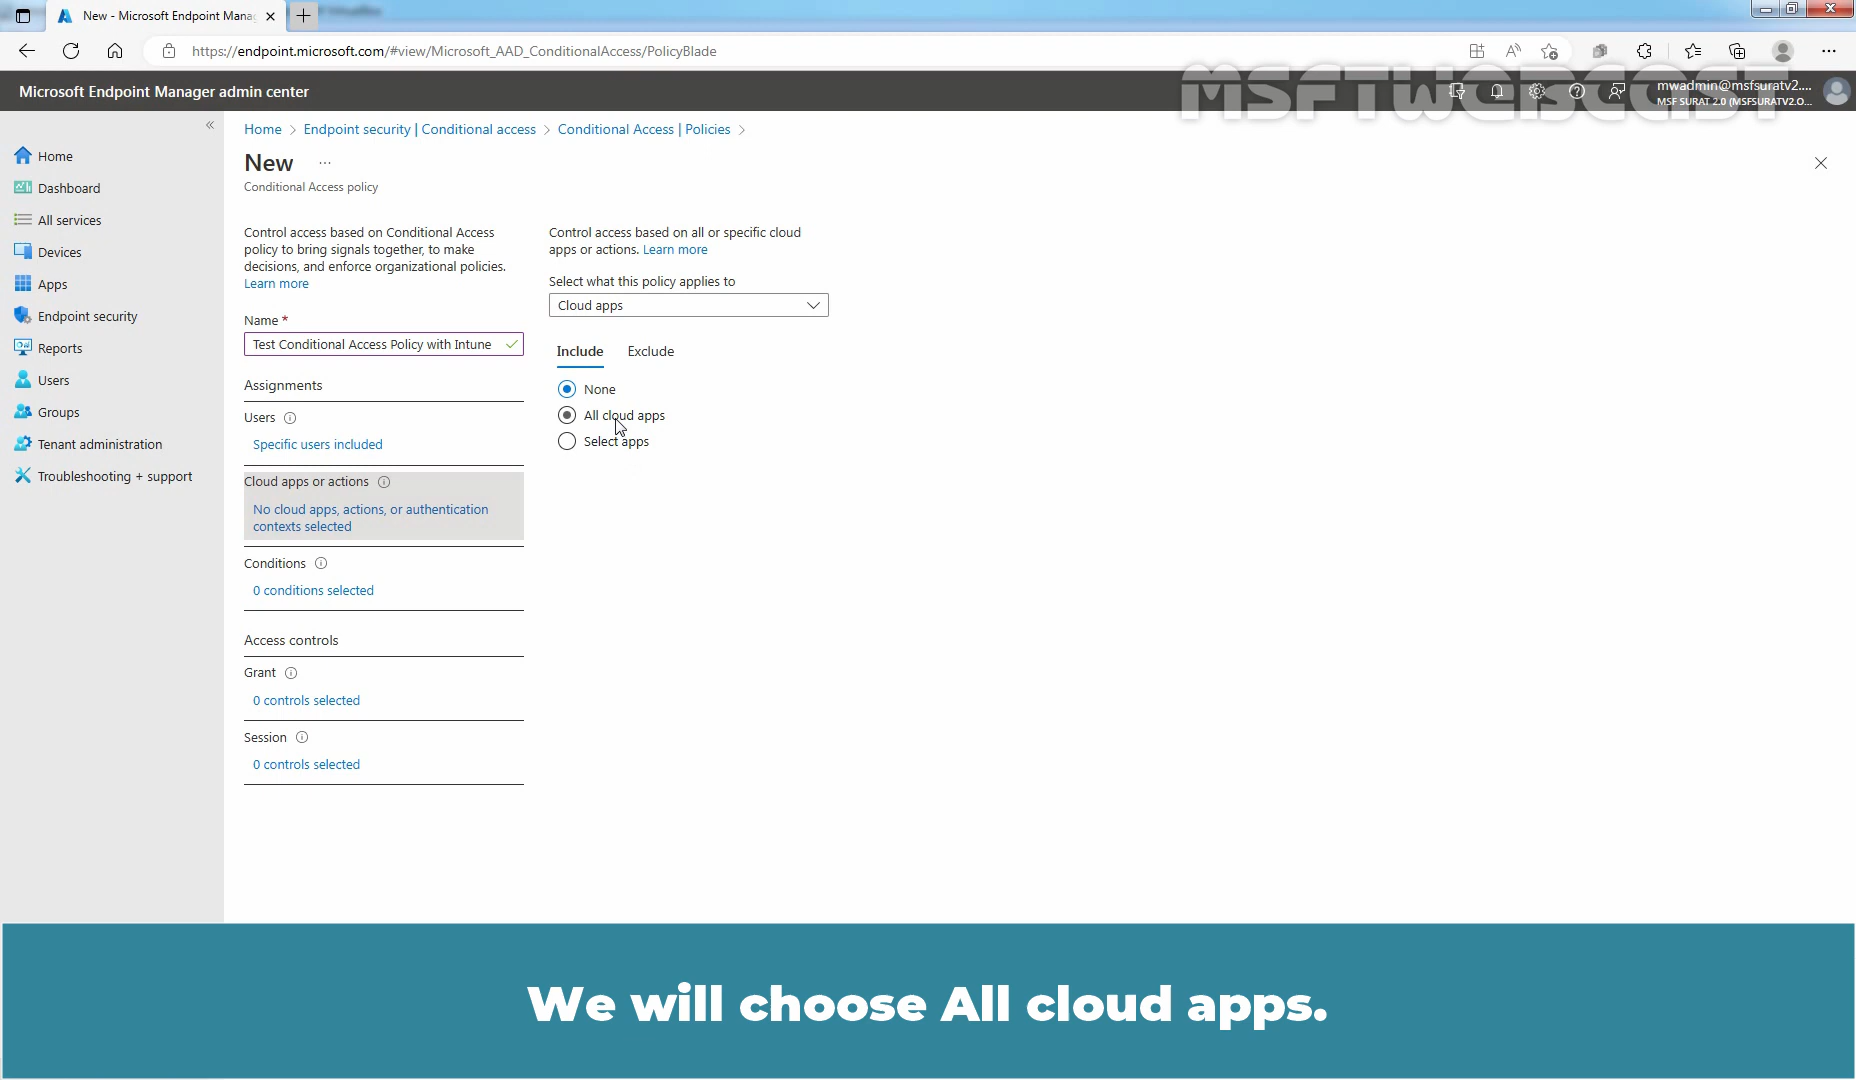 New - Microsoft Endpoint Mana
https://endpoint.microsoft.com/#view/Microsoft_AAD_ConditionalAccess/PolicyBlade
MSFTWEBCAST
Microsoft Endpoint Manager admin center
mwadmin@msfsuratv2....
MSF SURAT 2.0 (MSFSURATV2.O...
Home > Endpoint security | Conditional access > Conditional Access | Policies >
New ...
Conditional Access policy
Home
Dashboard
All services
Devices
Apps
Endpoint security
Reports
Users
Groups
Tenant administration
Troubleshooting + support
Control access based on Conditional Access
policy to bring signals together, to make
decisions, and enforce organizational policies.
Learn more
Name *
Test Conditional Access Policy with Intune
Assignments
Users
Specific users included
Cloud apps or actions
No cloud apps, actions, or authentication
contexts selected
Conditions
0 conditions selected
Access controls
Grant
0 controls selected
Session
0 controls selected
Control access based on all or specific cloud
apps or actions. Learn more
Select what this policy applies to
Cloud apps
Include Exclude
None
All cloud apps
Select apps
We will choose All cloud apps.